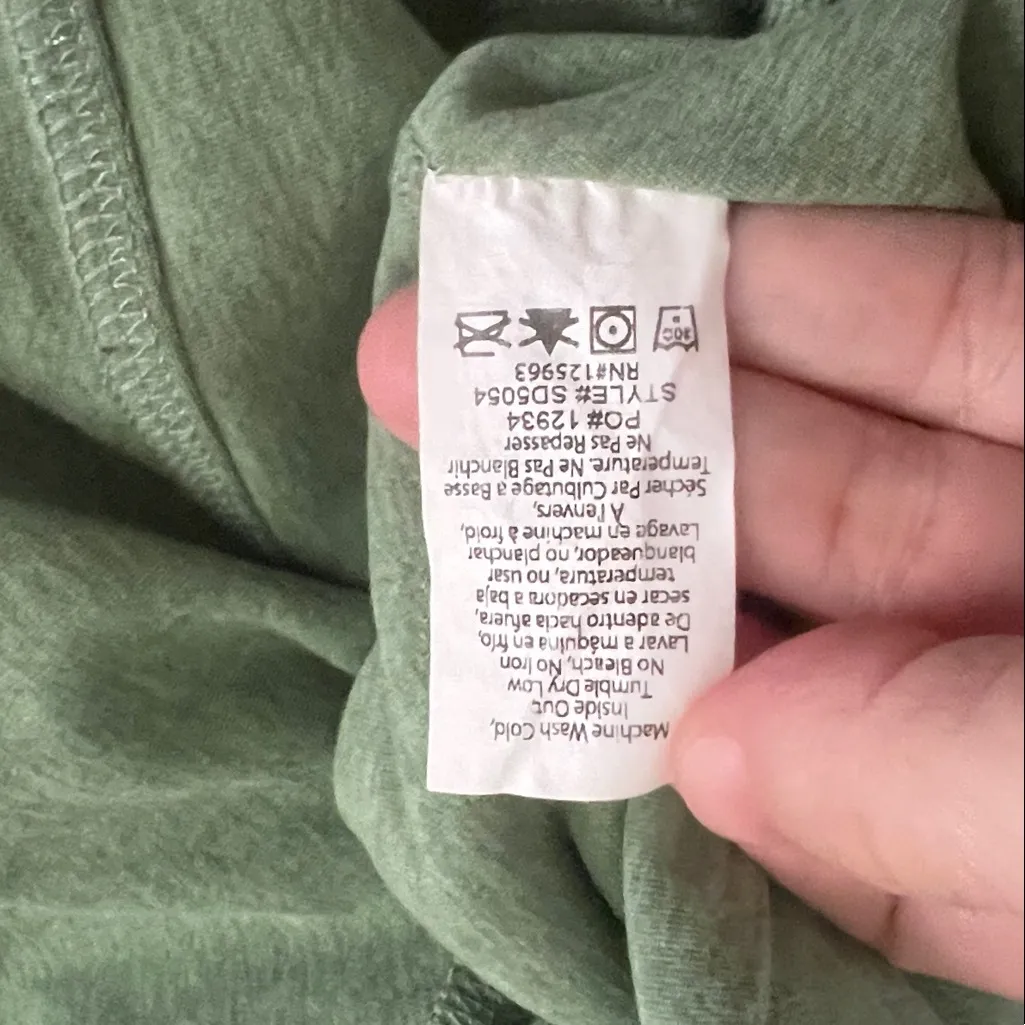 Machine Wash Cold,
Inside Out
Tumble Dry Low
No Bleach, No Iron
Lavar a máquina en frío,
De adentro hacia afuera,
secar en secadora a baja
temperatura, no usar
blanqueador, no planchar
Lavage en machine à froid,
À l'envers,
Sécher Par Culbutage a Basse
Temperature. Ne Pas Blanchir
Ne Pas Repasser
PO# 12934
STYLE# SD5054
RN#125963
30C